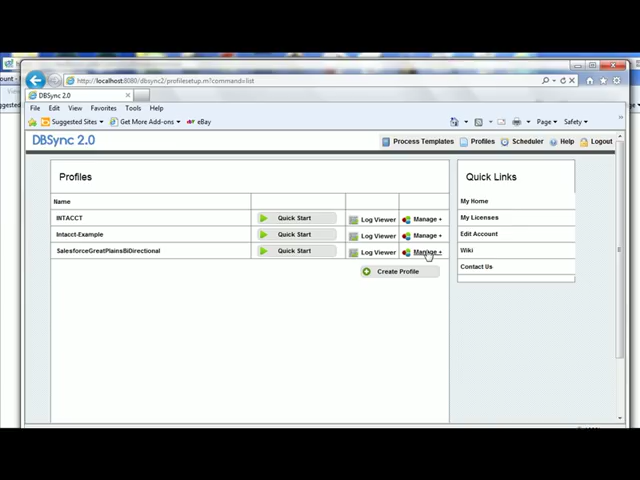 http://localhost:8080/dbsync2/profilesetup.m?command=list
DBSync 2.0
File Edit View Favorites Tools Help
Suggested Sites Get More Add-ons eBay Page Safety
DBSync 2.0
Process Templates Profiles Scheduler Help Logout
Profiles
Name
INTACCT Quick Start Log Viewer Manage +
Intacct-Example Quick Start Log Viewer Manage +
SalesforceGreatPlainsBiDirectional Quick Start Log Viewer Manage +
Create Profile
Quick Links
My Home
My Licenses
Edit Account
Wiki
Contact Us